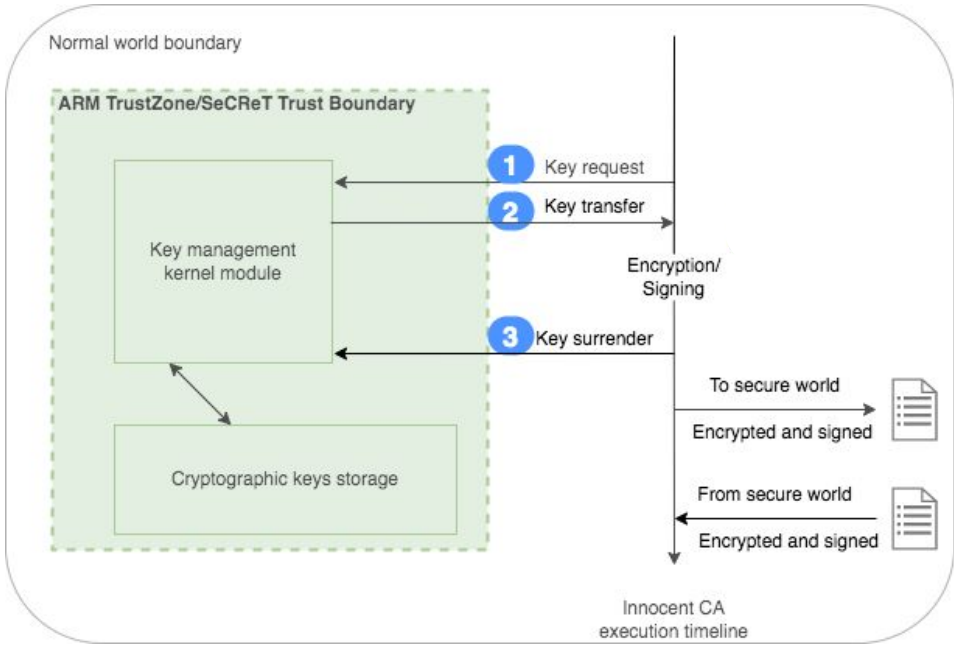 Normal world boundary
ARM TrustZone/SeCReT Trust Boundary
1
Key request
2
Key transfer
Key management
kernel module
Encryption/
Signing
3
Key surrender
To secure world
Encrypted and signed
Cryptographic keys storage
From secure world
Encrypted and signed
Innocent CA
execution timeline